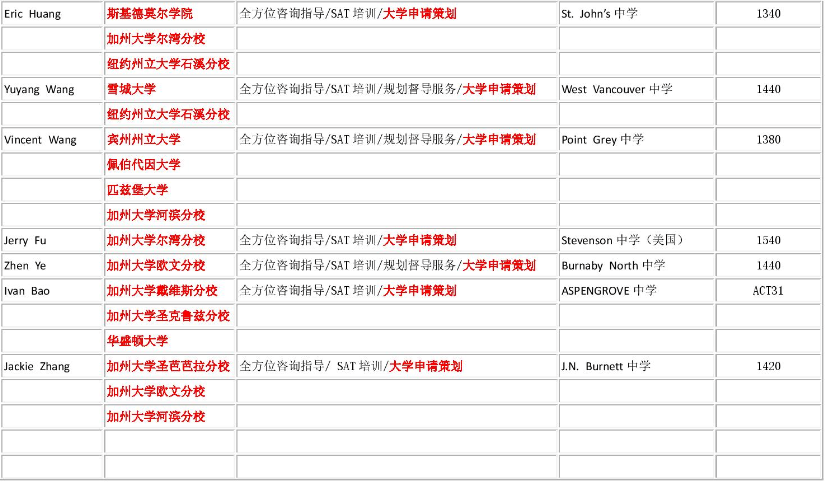 Eric Huang 斯基德莫尔学院 全方位咨询指导/SAT 培训/大学申请策划 St. John's 中学 1340
加州大学尔湾分校
纽约州立大学石溪分校
Yuyang Wang 雪城大学 全方位咨询指导/SAT 培训/规划督导服务/大学申请策划 West Vancouver 中学 1440
纽约州立大学石溪分校
Vincent Wang 宾州州立大学 全方位咨询指导/SAT 培训/规划督导服务/大学申请策划 Point Grey 中学 1380
佩伯代因大学
匹兹堡大学
加州大学河滨分校
Jerry Fu 加州大学尔湾分校 全方位咨询指导/SAT 培训/大学申请策划 Stevenson 中学（美国） 1540
Zhen Ye 加州大学欧文分校 全方位咨询指导/SAT 培训/规划督导服务/大学申请策划 Burnaby North 中学 1440
Ivan Bao 加州大学戴维斯分校 全方位咨询指导/SAT 培训/大学申请策划 ASPENGROVE 中学 ACT31
加州大学圣克鲁兹分校
华盛顿大学
Jackie Zhang 加州大学圣芭芭拉分校 全方位咨询指导/ SAT 培训/大学申请策划 J.N. Burnett 中学 1420
加州大学欧文分校
加州大学河滨分校